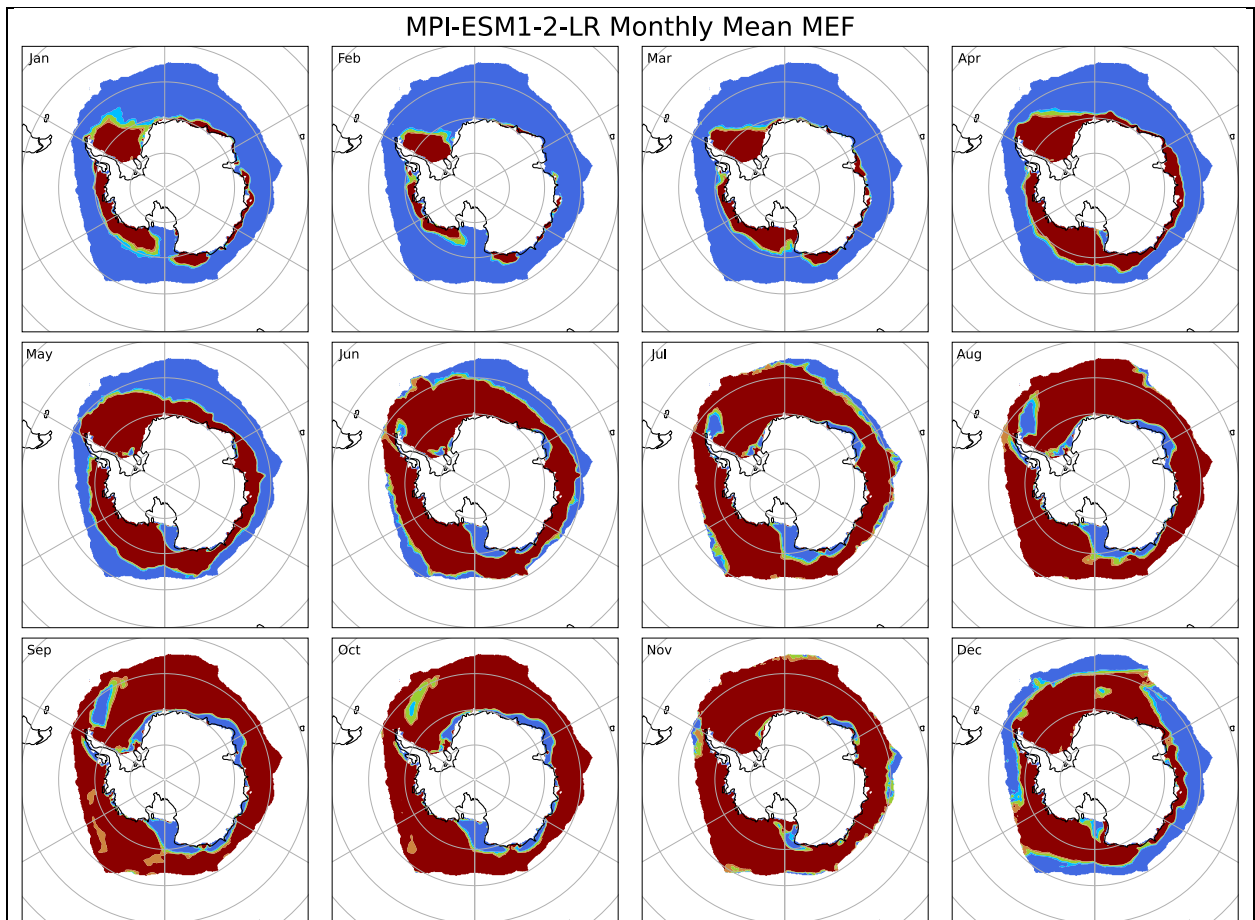 MPI-ESM1-2-LR Monthly Mean MEF
Jan
Feb
Mar
Apr
May
Jun
Jul
Aug
Sep
Oct
Nov
Dec